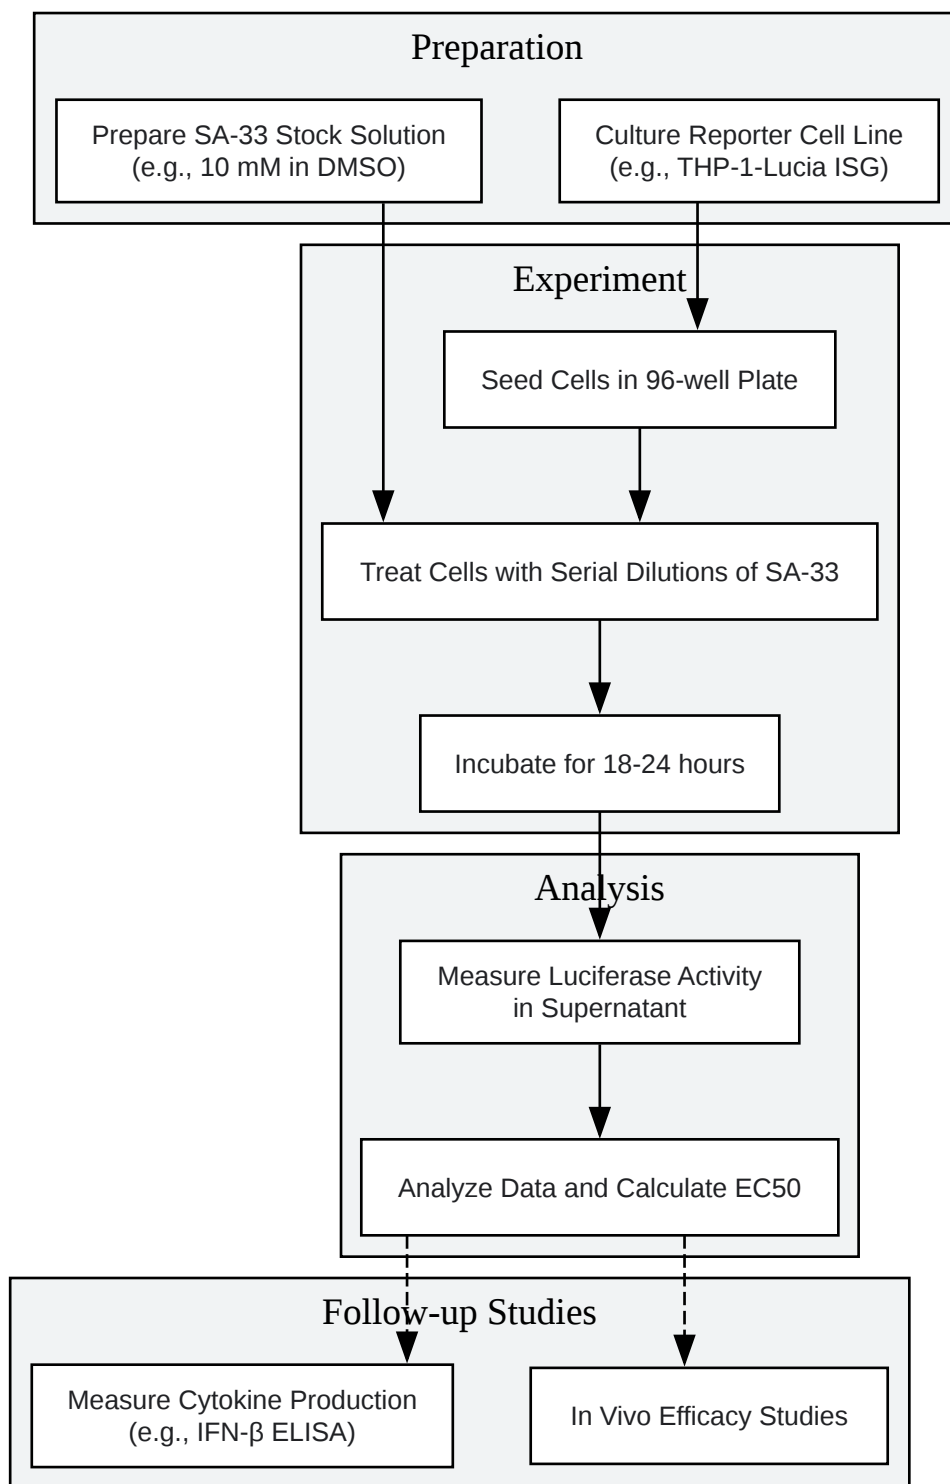 Preparation
Prepare SA-33 Stock Solution
(e.g., 10 mM in DMSO)
Culture Reporter Cell Line
(e.g., THP-1-Lucia ISG)
Experiment
Seed Cells in 96-well Plate
Treat Cells with Serial Dilutions of SA-33
Incubate for 18-24 hours
Analysis
Measure Luciferase Activity
in Supernatant
Analyze Data and Calculate EC50
Follow-up Studies
Measure Cytokine Production
(e.g., IFN-β ELISA)
In Vivo Efficacy Studies